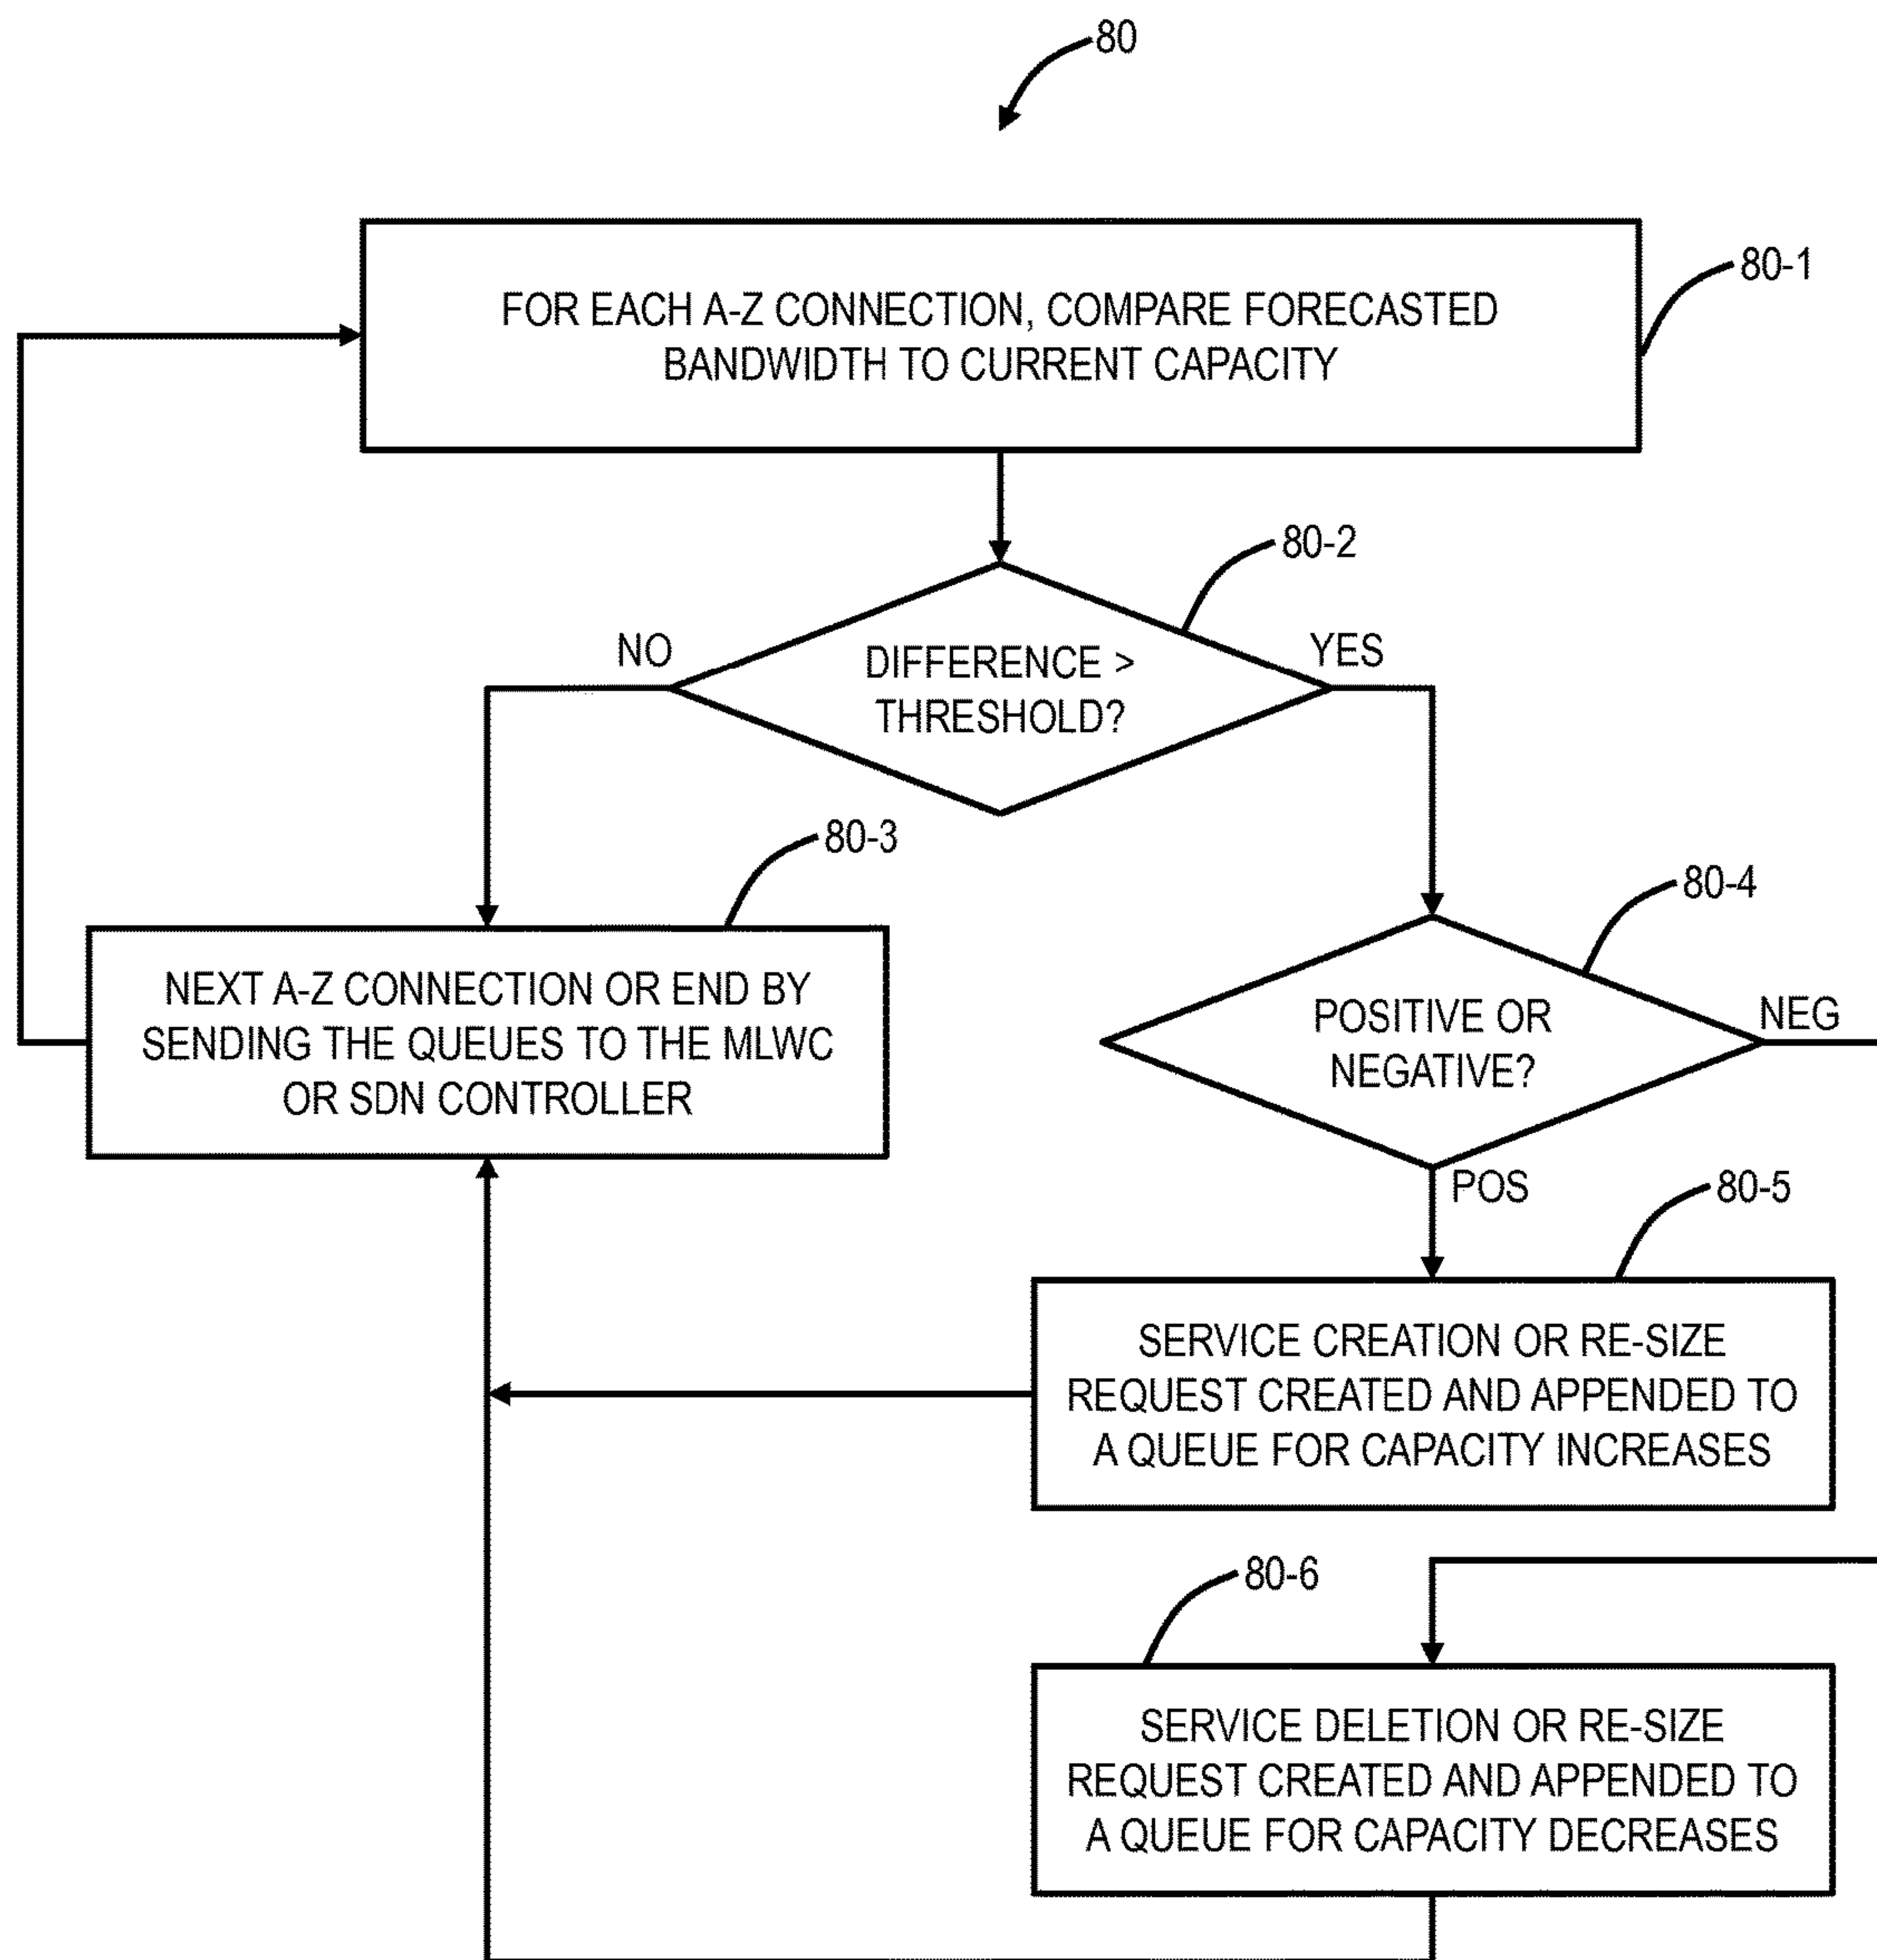 80
FOR EACH A-Z CONNECTION, COMPARE FORECASTED
BANDWIDTH TO CURRENT CAPACITY
80-1
80-2
NO
DIFFERENCE >
THRESHOLD?
YES
80-3
NEXT A-Z CONNECTION OR END BY
SENDING THE QUEUES TO THE MLWC
OR SDN CONTROLLER
80-4
POSITIVE OR
NEGATIVE?
NEG
POS
80-5
SERVICE CREATION OR RE-SIZE
REQUEST CREATED AND APPENDED TO
A QUEUE FOR CAPACITY INCREASES
80-6
SERVICE DELETION OR RE-SIZE
REQUEST CREATED AND APPENDED TO
A QUEUE FOR CAPACITY DECREASES